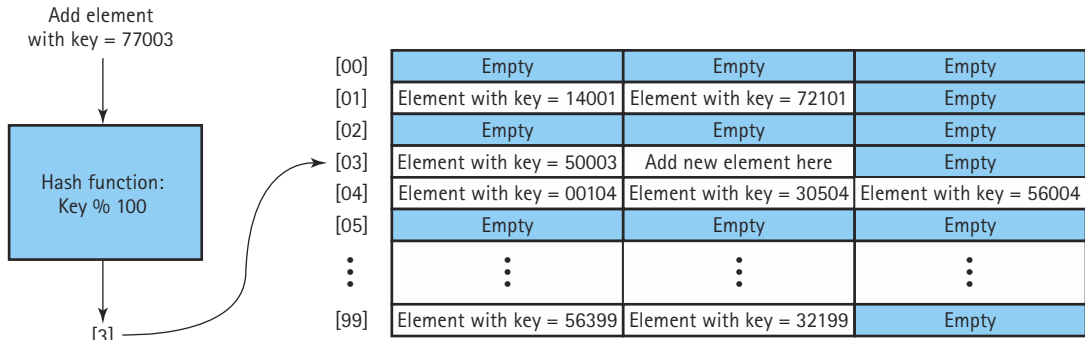 Add element
with key = 77003
Hash function:
Key % 100
[3]
[00] Empty Empty Empty
[01] Element with key = 14001 Element with key = 72101 Empty
[02] Empty Empty Empty
[03] Element with key = 50003 Add new element here Empty
[04] Element with key = 00104 Element with key = 30504 Element with key = 56004
[05] Empty Empty Empty
[99] Element with key = 56399 Element with key = 32199 Empty